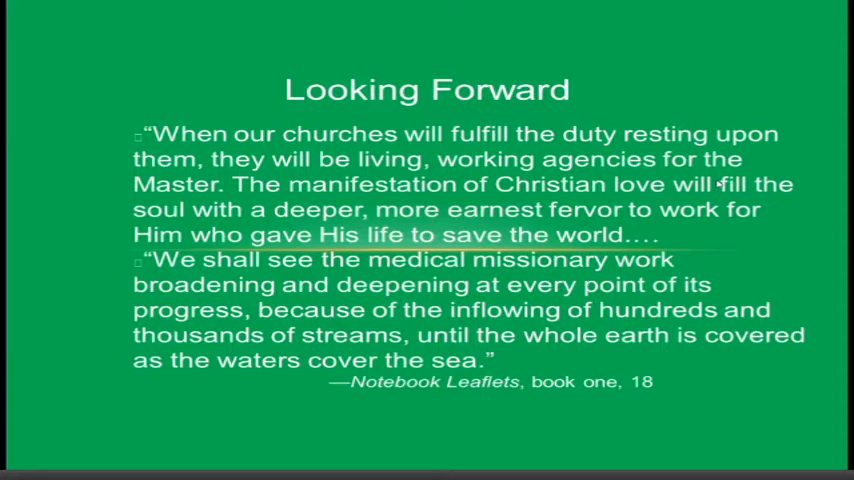 Looking Forward
“When our churches will fulfill the duty resting upon
them, they will be living, working agencies for the
Master. The manifestation of Christian love will fill the
soul with a deeper, more earnest fervor to work for
Him who gave His life to save the world….
“We shall see the medical missionary work
broadening and deepening at every point of its
progress, because of the inflowing of hundreds and
thousands of streams, until the whole earth is covered
as the waters cover the sea.”
—Notebook Leaflets, book one, 18